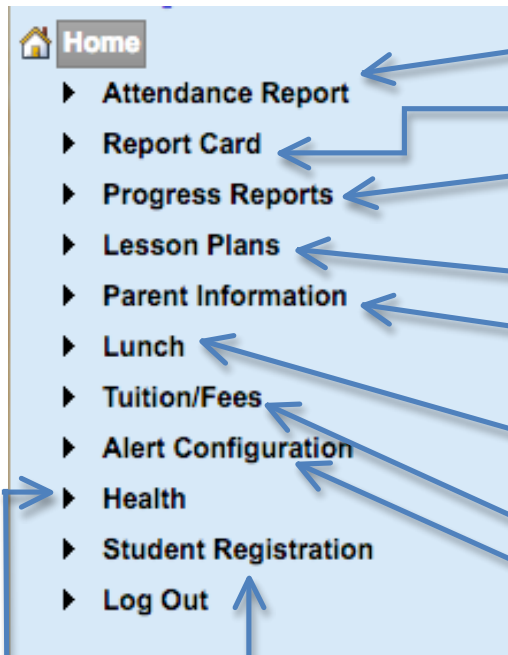 Home
Attendance Report
Report Card
Progress Reports
Lesson Plans
Parent Information
Lunch
Tuition/Fees
Alert Configuration
Health
Student Registration
Log Out